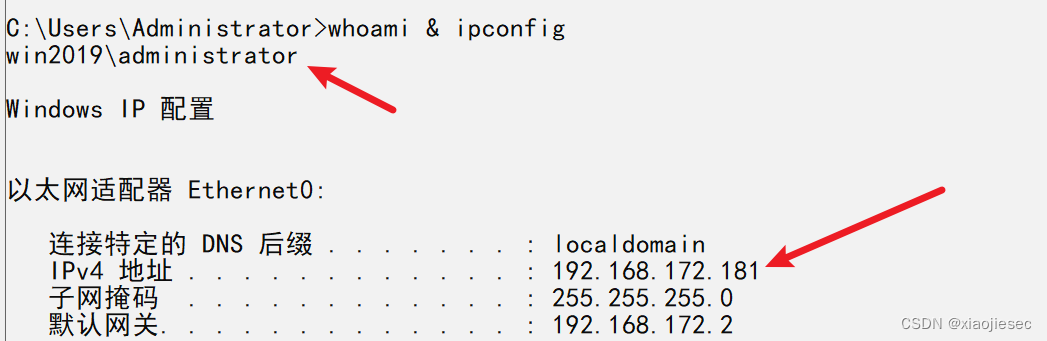 C:\Users\Administrator>whoami & ipconfig
win2019\administrator
Windows IP 配置
以太网适配器 Ethernet0:
连接特定的 DNS 后缀 . . . . . . . : localdomain
IPv4 地址 . . . . . . . . . . . . : 192.168.172.181
子网掩码 . . . . . . . . . . . . : 255.255.255.0
默认网关. . . . . . . . . . . . . : 192.168.172.2
CSDN @xiaojiesec